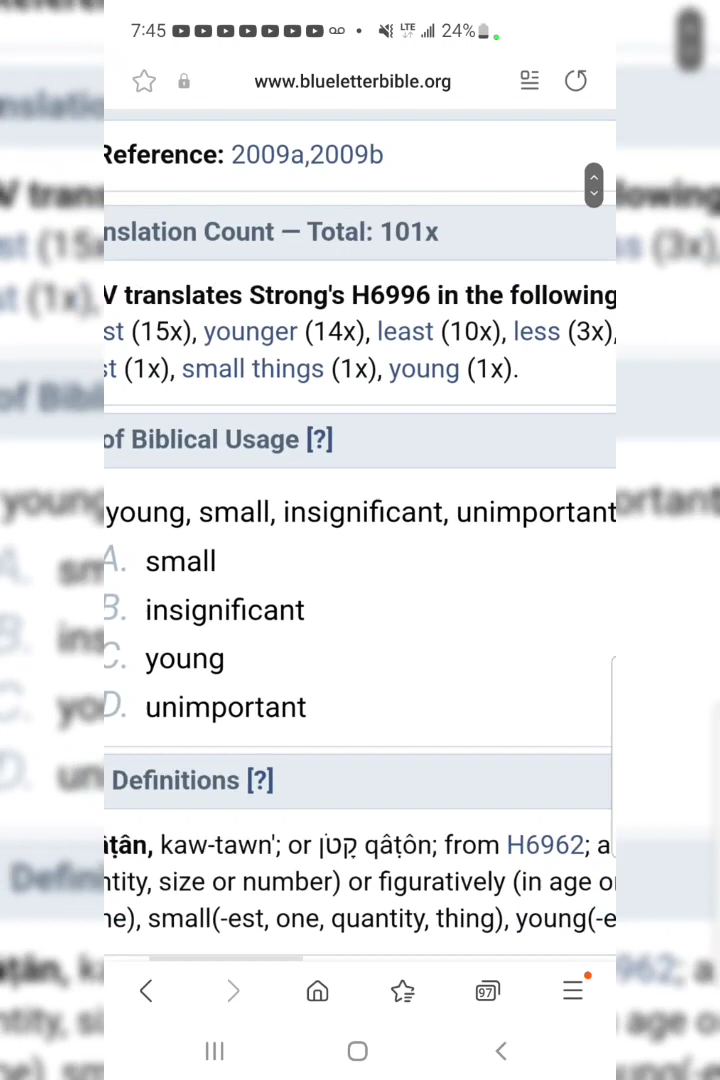 7:45 LTE 24%
www.blueletterbible.org
Reference: 2009a,2009b
nslation Count — Total: 101x
V translates Strong's H6996 in the following
st (15x), younger (14x), least (10x), less (3x),
st (1x), small things (1x), young (1x).
of Biblical Usage [?]
young, small, insignificant, unimportant
A. small
B. insignificant
C. young
D. unimportant
Definitions [?]
âṭân, kaw-tawn'; or קָטֹן qâṭôn; from H6962; a
ntity, size or number) or figuratively (in age o
ne), small(-est, one, quantity, thing), young(-e
97